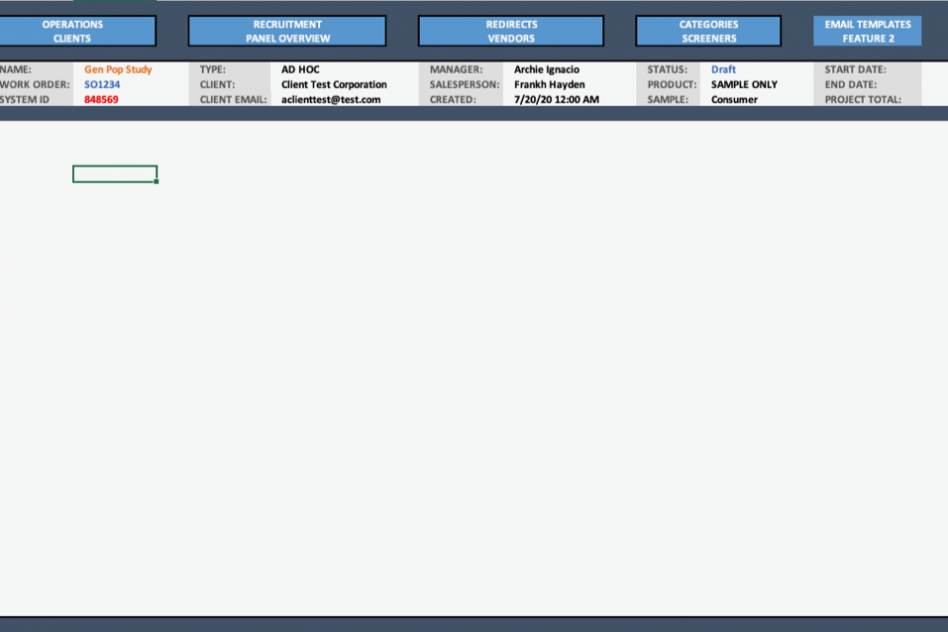 OPERATIONS
CLIENTS
RECRUITMENT
PANEL OVERVIEW
REDIRECTS
VENDORS
CATEGORIES
SCREENERS
EMAIL TEMPLATES
FEATURE 2
NAME: Gen Pop Study TYPE: AD HOC MANAGER: Archie Ignacio STATUS: Draft START DATE:
WORK ORDER: SO1234 CLIENT: Client Test Corporation SALESPERSON: Frankh Hayden PRODUCT: SAMPLE ONLY END DATE:
SYSTEM ID 848569 CLIENT EMAIL: aclienttest@test.com CREATED: 7/20/20 12:00 AM SAMPLE: Consumer PROJECT TOTAL: